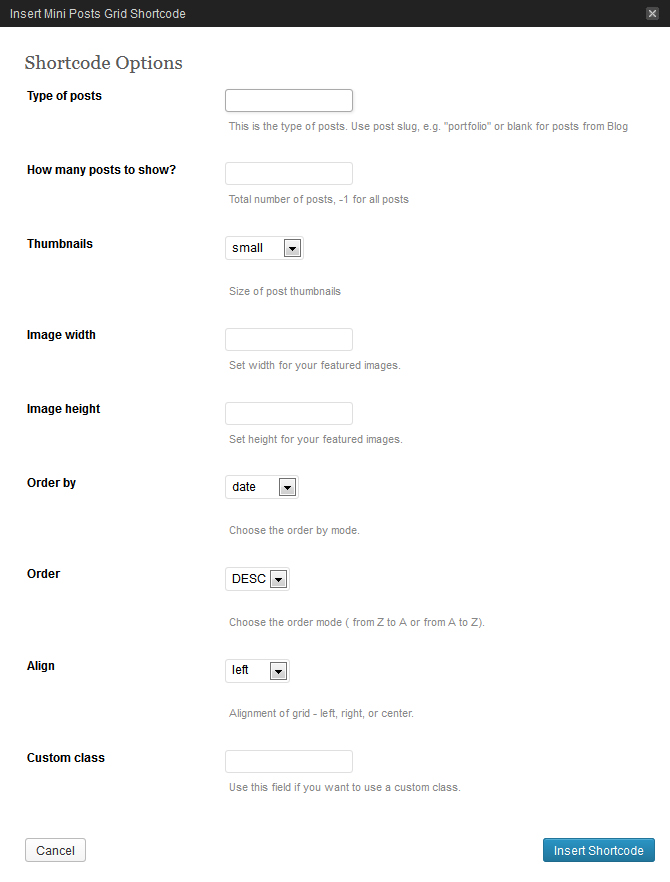 Insert Mini Posts Grid Shortcode
Shortcode Options
Type of posts
This is the type of posts. Use post slug, e.g. "portfolio" or blank for posts from Blog
How many posts to show?
Total number of posts, -1 for all posts
Thumbnails
small
Size of post thumbnails
Image width
Set width for your featured images.
Image height
Set height for your featured images.
Order by
date
Choose the order by mode.
Order
DESC
Choose the order mode ( from Z to A or from A to Z).
Align
left
Alignment of grid - left, right, or center.
Custom class
Use this field if you want to use a custom class.
Cancel
Insert Shortcode